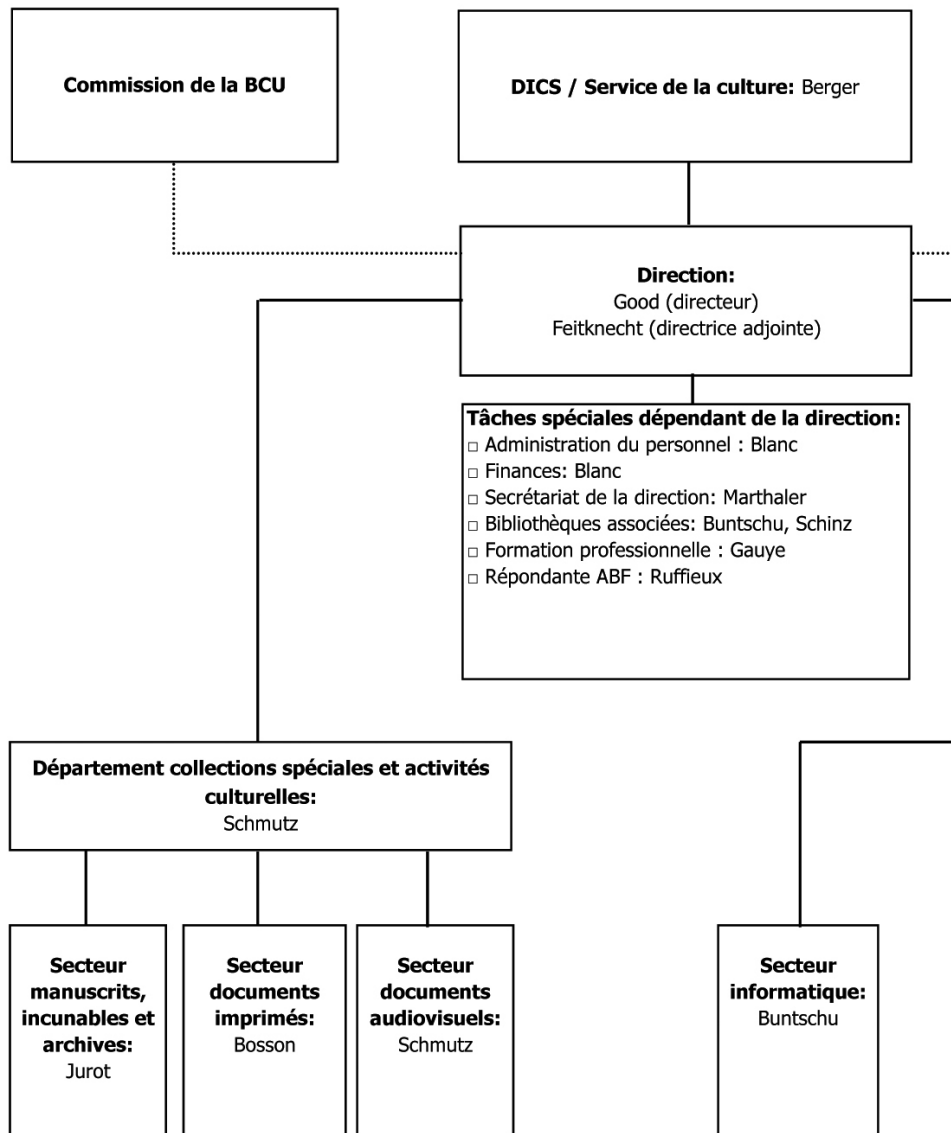 Commission de la BCU
DICS / Service de la culture: Berger
Direction:
Good (directeur)
Feitknecht (directrice adjointe)
Tâches spéciales dépendant de la direction:
□ Administration du personnel : Blanc
□ Finances: Blanc
□ Secrétariat de la direction: Marthaler
□ Bibliothèques associées: Buntschu, Schinz
□ Formation professionnelle : Gauye
□ Répondante ABF : Ruffieux
Département collections spéciales et activités
culturelles:
Schmutz
Secteur
manuscrits,
incunables et
archives:
Jurot
Secteur
documents
imprimés:
Bosson
Secteur
documents
audiovisuels:
Schmutz
Secteur
informatique:
Buntschu